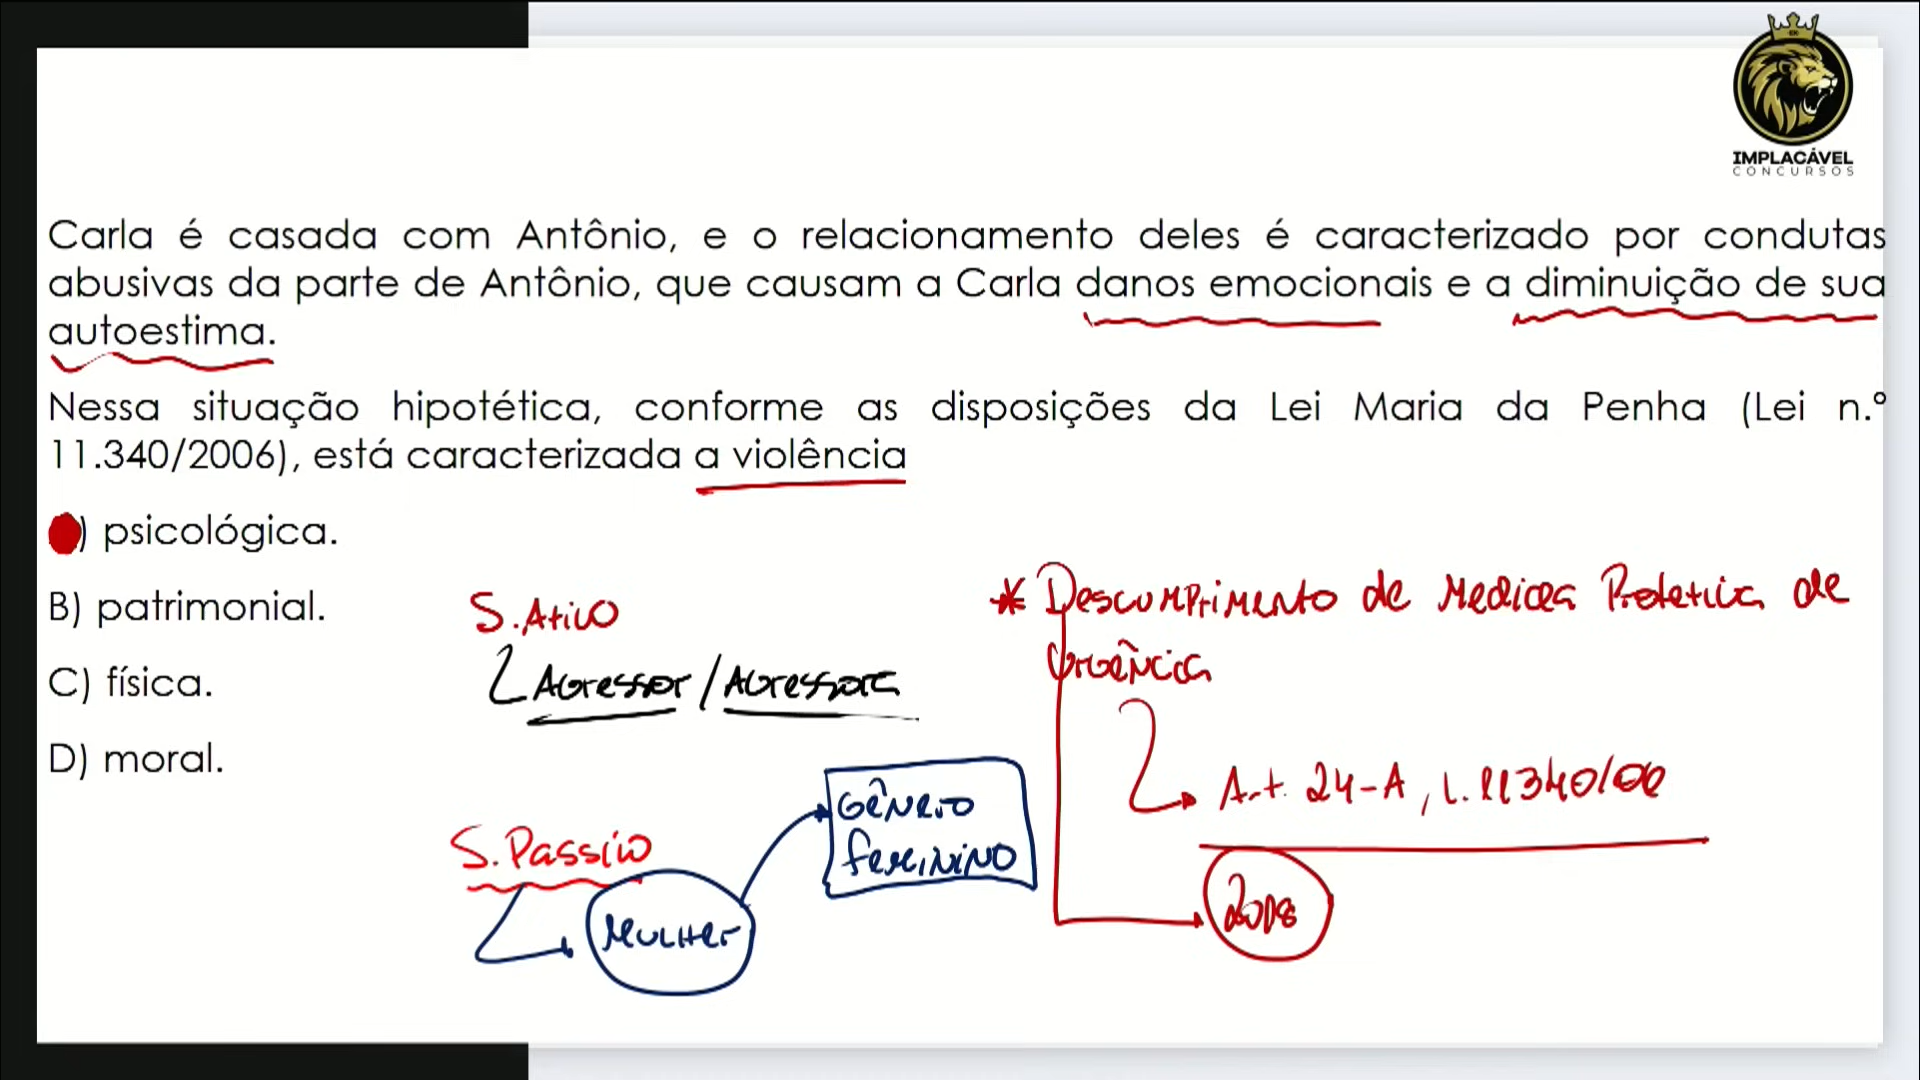 IMPLACÁVEL
CONCURSOS
Carla é casada com Antônio, e o relacionamento deles é caracterizado por condutas
abusivas da parte de Antônio, que causam a Carla danos emocionais e a diminuição de sua
autoestima.
Nessa situação hipotética, conforme as disposições da Lei Maria da Penha (Lei n.º
11.340/2006), está caracterizada a violência
) psicológica.
B) patrimonial.
C) física.
D) moral.
S. Ativo
Agressor / Agressora
S. Passivo
Mulher
Gênero
Feminino
* Descumprimento de Medida Protetiva de
Urgência
Art. 24-A, L. 11340/06
2018